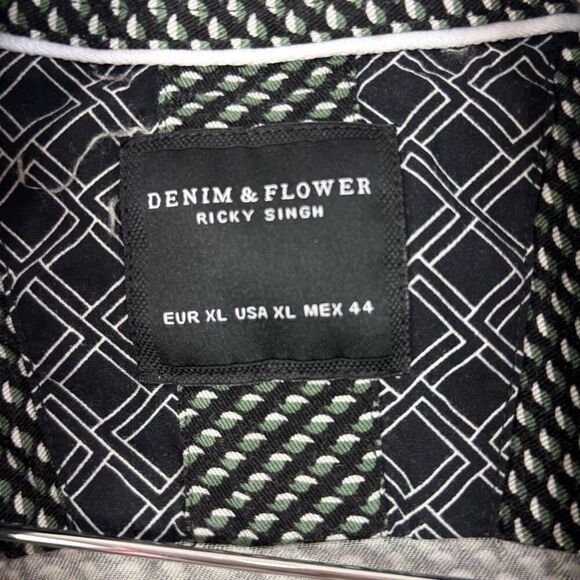 DENIM & FLOWER
RICKY SINGH
EUR XL USA XL MEX 44